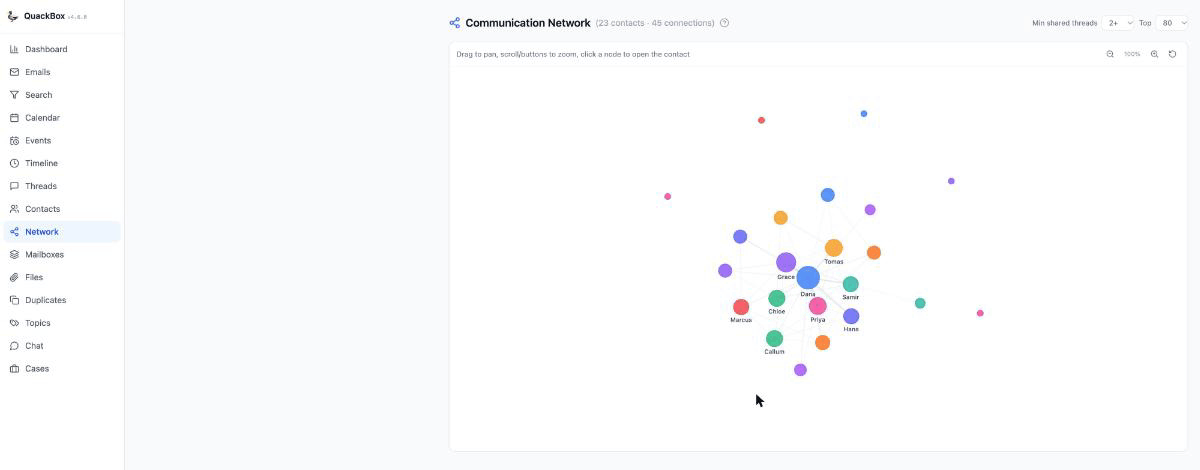 QuackBox v4.6.0
Dashboard
Emails
Search
Calendar
Events
Timeline
Threads
Contacts
Network
Mailboxes
Files
Duplicates
Topics
Chat
Cases
Communication Network (23 contacts · 45 connections)
Min shared threads 2+ Top 80
Drag to pan, scroll/buttons to zoom, click a node to open the contact
100%
Tomas
Grace
Dana
Samir
Chloe
Marcus
Priya
Hana
Callum